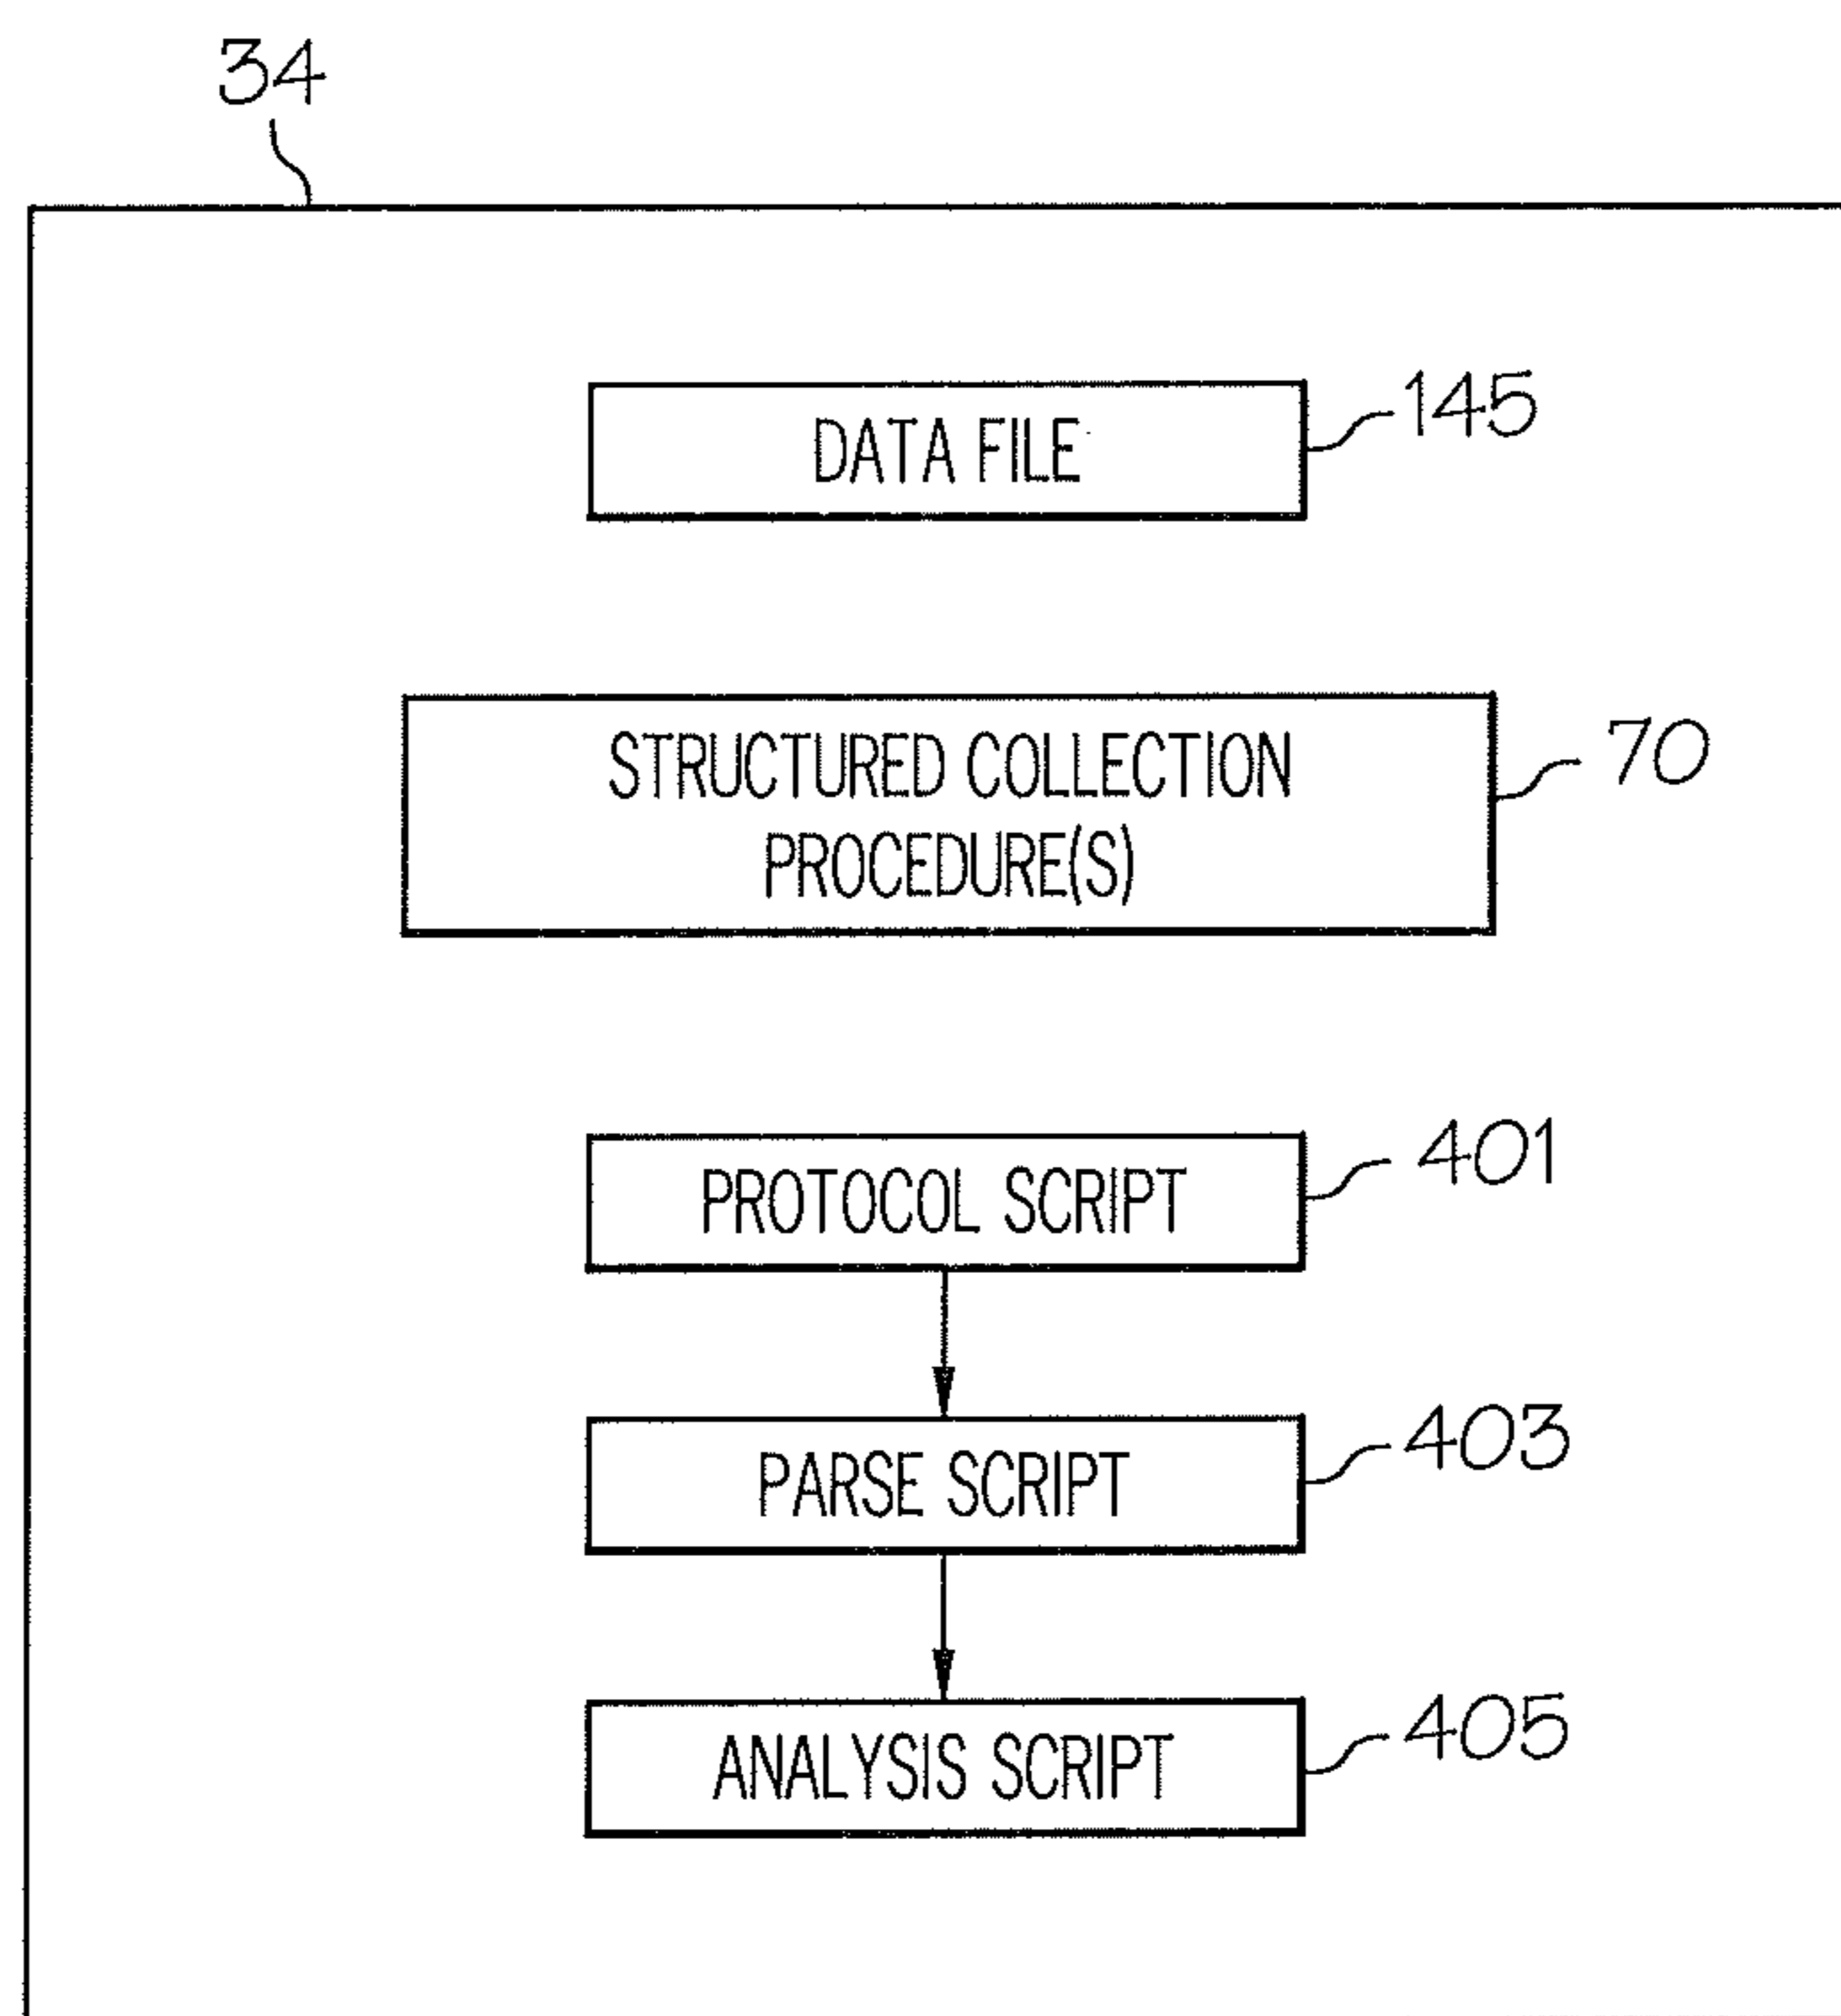 34
DATA FILE
145
STRUCTURED COLLECTION
PROCEDURE(S)
70
PROTOCOL SCRIPT
401
PARSE SCRIPT
403
ANALYSIS SCRIPT
405